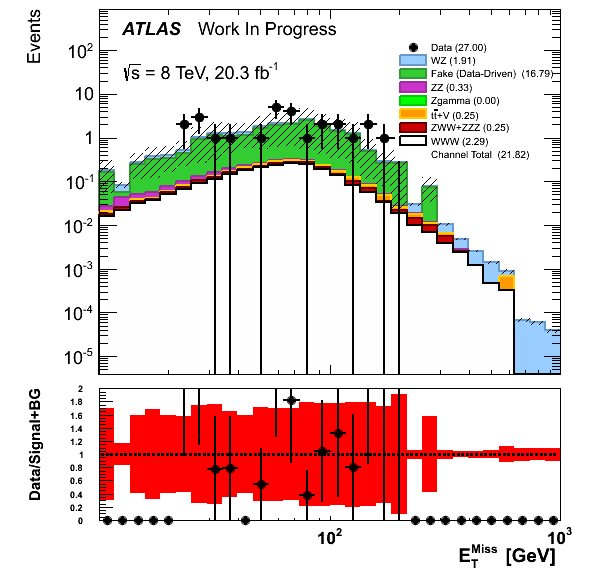 Events
ATLAS Work In Progress
√s = 8 TeV, 20.3 fb⁻¹
Data (27.00)
WZ (1.91)
Fake (Data-Driven) (16.79)
ZZ (0.33)
Zgamma (0.00)
tt̄+V (0.25)
ZWW+ZZZ (0.25)
WWW (2.29)
Channel Total (21.82)
10²
10
1
10⁻¹
10⁻²
10⁻³
10⁻⁴
10⁻⁵
Data/Signal+BG
2
1.8
1.6
1.4
1.2
1
0.8
0.6
0.4
0.2
0
10²
10³
E_T^Miss [GeV]